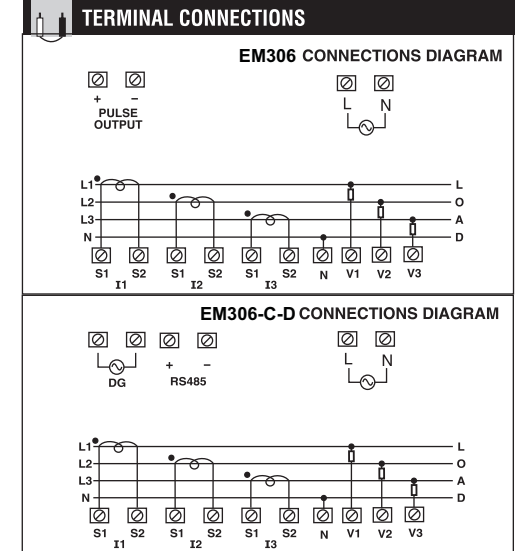 TERMINAL CONNECTIONS
EM306 CONNECTIONS DIAGRAM
+ −
PULSE
OUTPUT
L N
L1 L
L2 O
L3 A
N D
S1 S2 S1 S2 S1 S2 N V1 V2 V3
I1 I2 I3
EM306-C-D CONNECTIONS DIAGRAM
DG
+ −
RS485
L N
L1 L
L2 O
L3 A
N D
S1 S2 S1 S2 S1 S2 N V1 V2 V3
I1 I2 I3